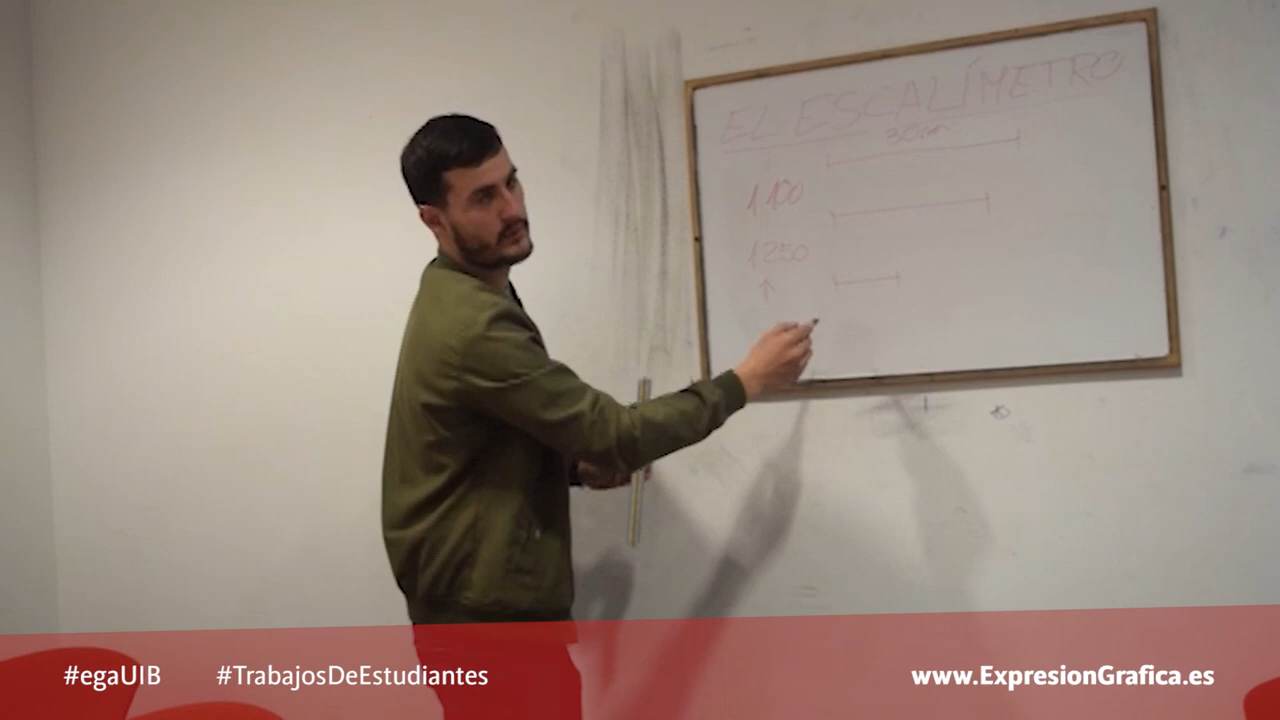 EL ESCALÍMETRO
30cm
1:100
1:250
#egaUIB #TrabajosDeEstudiantes www.ExpresionGrafica.es